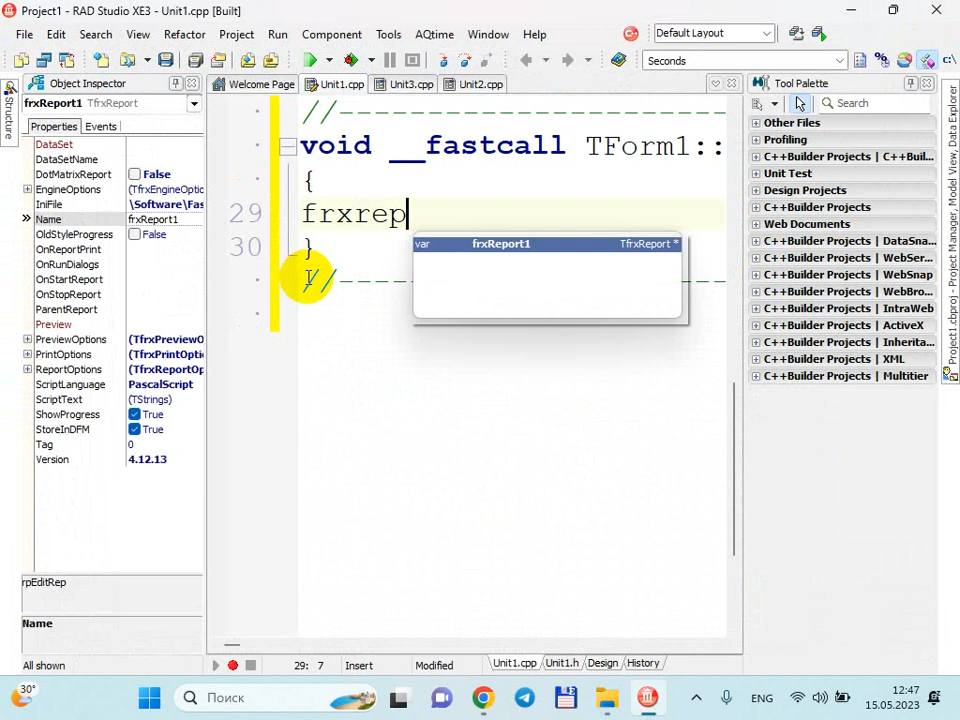 Project1 - RAD Studio XE3 - Unit1.cpp [Built]
File Edit Search View Refactor Project Run Component Tools AQtime Window Help
Default Layout
Seconds
Object Inspector
frxReport1 TfrxReport
Properties Events
DataSet
DataSetName
DotMatrixReport False
EngineOptions (TfrxEngineOptio
IniFile \Software\Fas
Name frxReport1
OldStyleProgress False
OnReportPrint
OnRunDialogs
OnStartReport
OnStopReport
ParentReport
Preview
PreviewOptions (TfrxPreviewO
PrintOptions (TfrxPrintOption
ReportOptions (TfrxReportOp
ScriptLanguage PascalScript
ScriptText (TStrings)
ShowProgress True
StoreInDFM True
Tag 0
Version 4.12.13
rpEditRep
Name
All shown
Structure
Welcome Page Unit1.cpp Unit3.cpp Unit2.cpp
//---------------------
void __fastcall TForm1::
{
29 frxrep
30 }
//---------------------
var frxReport1 TfrxReport *
29: 7 Insert Modified Unit1.cpp Unit1.h Design History
Tool Palette
Search
Other Files
Profiling
C++Builder Projects | C++Buil...
Unit Test
Design Projects
C++Builder Projects
Web Documents
C++Builder Projects | DataSna...
C++Builder Projects | WebSer...
C++Builder Projects | WebSnap
C++Builder Projects | WebBro...
C++Builder Projects | IntraWeb
C++Builder Projects | ActiveX
C++Builder Projects | Inherita...
C++Builder Projects | XML
C++Builder Projects | Multitier
Project1.cbproj - Project Manager, Model View, Data Explorer
30°
Поиск
ENG
12:47
15.05.2023